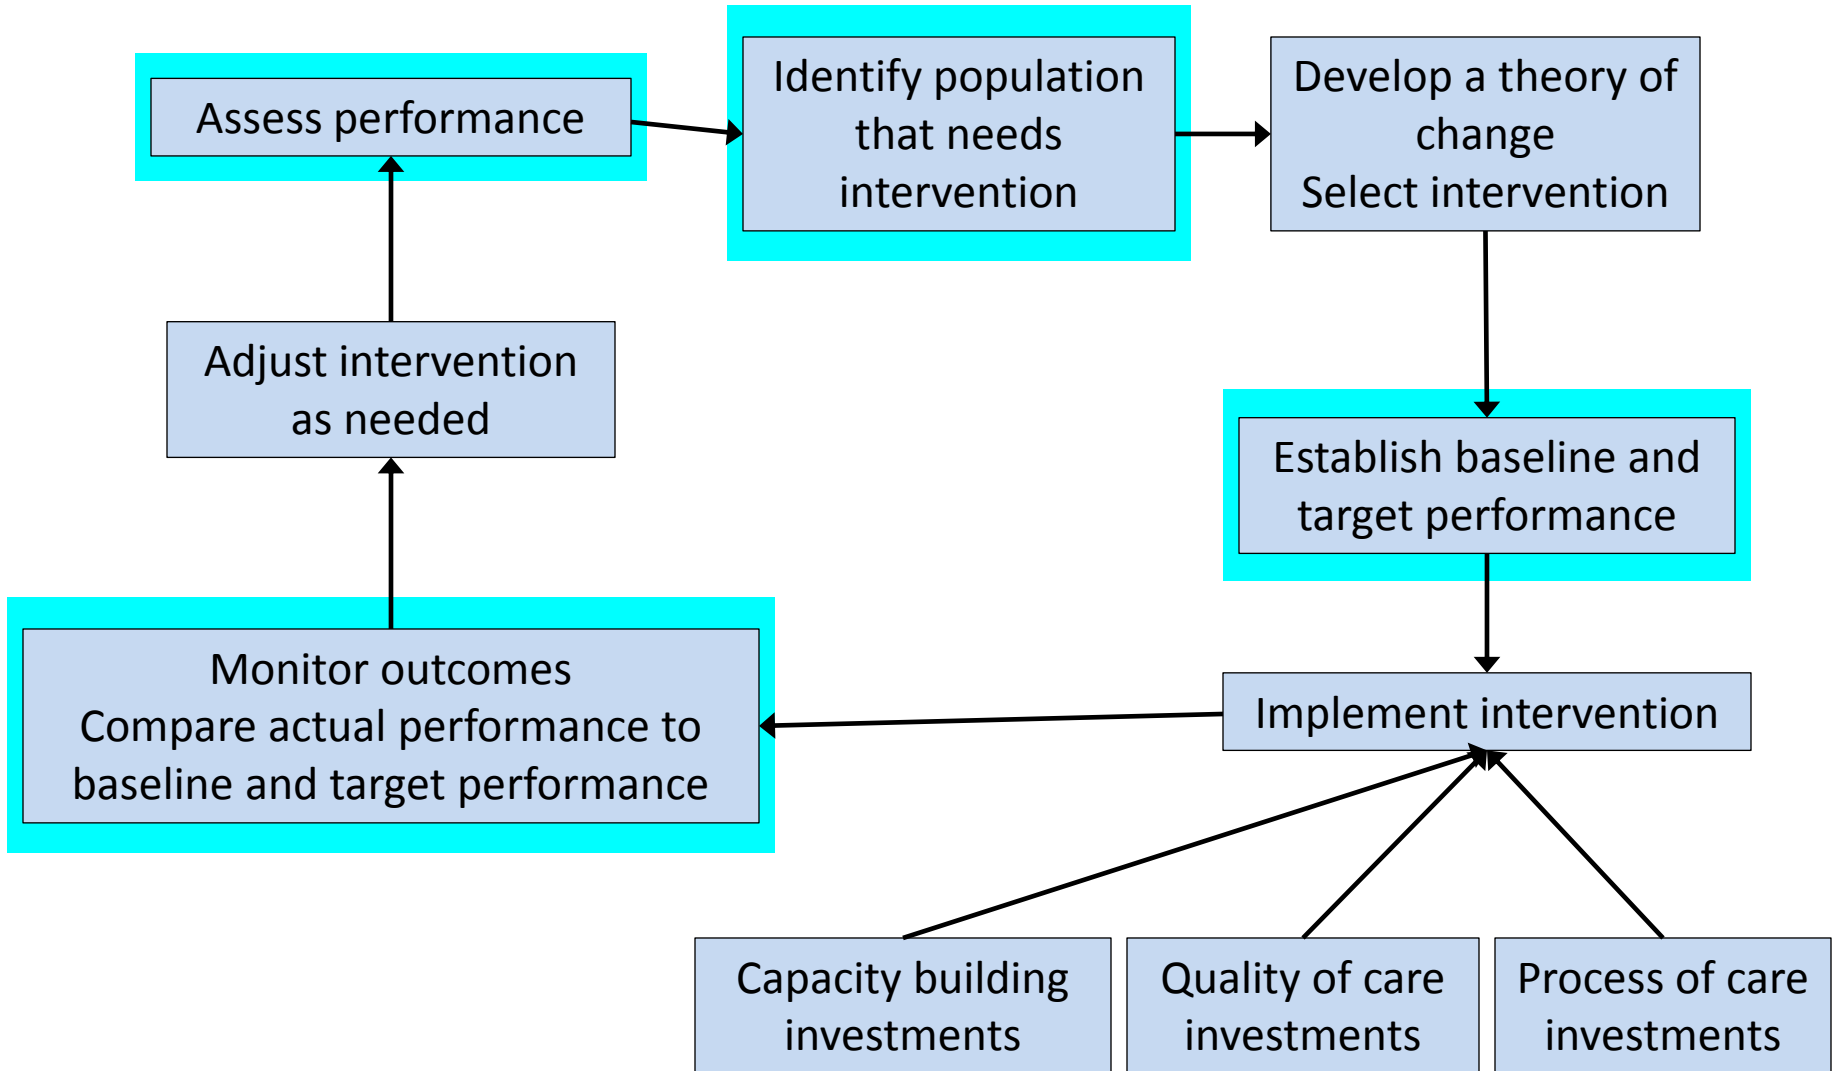 Assess performance
Identify population
that needs
intervention
Develop a theory of
change
Select intervention
Adjust intervention
as needed
Establish baseline and
target performance
Monitor outcomes
Compare actual performance to
baseline and target performance
Implement intervention
Capacity building
investments
Quality of care
investments
Process of care
investments